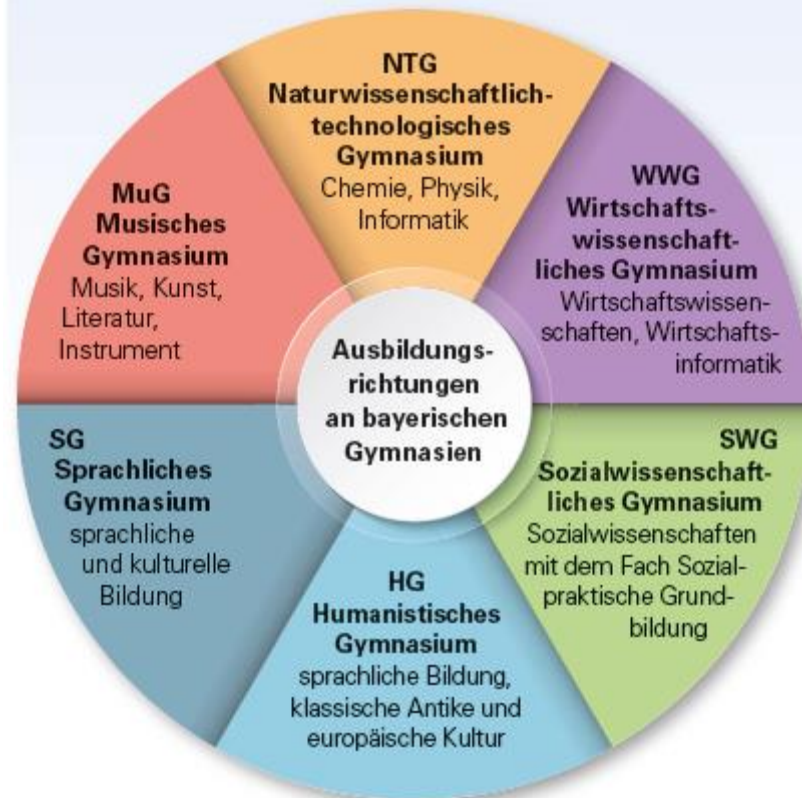 NTG
Naturwissenschaftlich-
technologisches
Gymnasium
Chemie, Physik,
Informatik
WWG
Wirtschafts-
wissenschaft-
liches Gymnasium
Wirtschaftswissen-
schaften, Wirtschafts-
informatik
SWG
Sozialwissenschaft-
liches Gymnasium
Sozialwissenschaften
mit dem Fach Sozial-
praktische Grund-
bildung
HG
Humanistisches
Gymnasium
sprachliche Bildung,
klassische Antike und
europäische Kultur
SG
Sprachliches
Gymnasium
sprachliche
und kulturelle
Bildung
MuG
Musisches
Gymnasium
Musik, Kunst,
Literatur,
Instrument
Ausbildungs-
richtungen
an bayerischen
Gymnasien